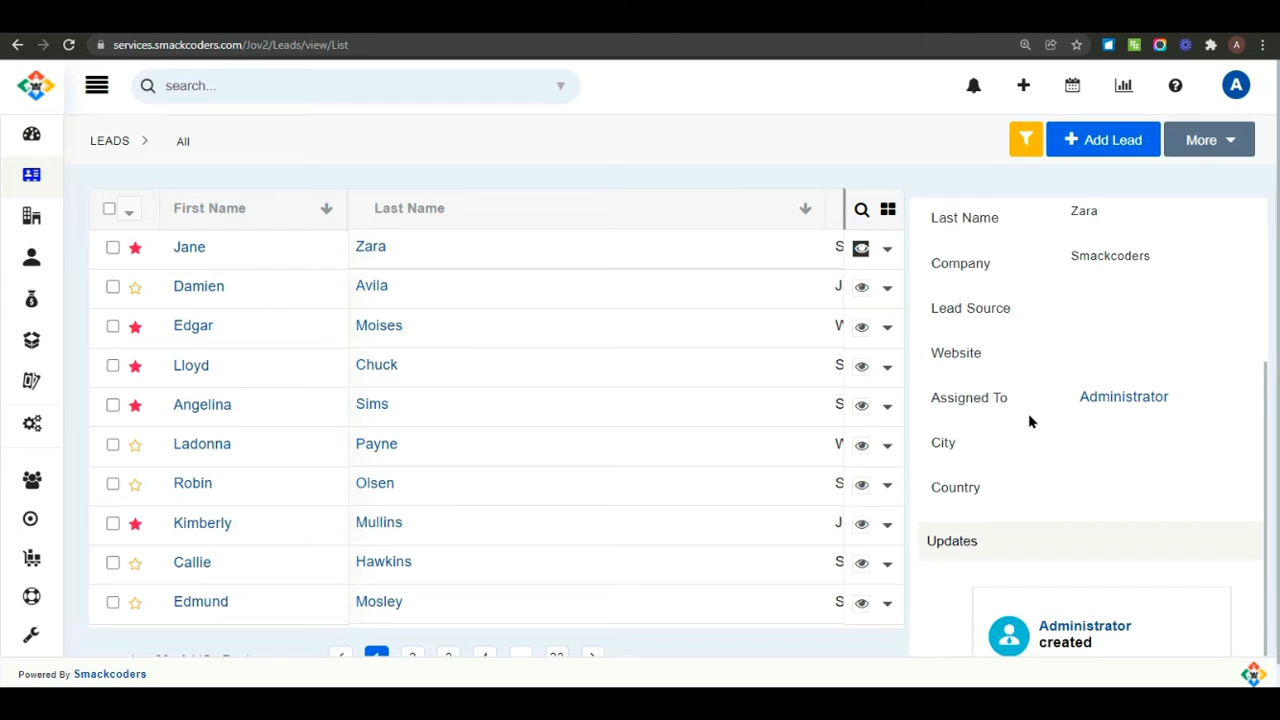 services.smackcoders.com/Jov2/Leads/view/List
A
search...
A
LEADS > All
Add Lead
More
First Name Last Name
Jane Zara S
Damien Avila J
Edgar Moises
Lloyd Chuck S
Angelina Sims S
Ladonna Payne
Robin Olsen S
Kimberly Mullins J
Callie Hawkins S
Edmund Mosley S
1
Last Name Zara
Company Smackcoders
Lead Source
Website
Assigned To Administrator
City
Country
Updates
Administrator
created
Powered By Smackcoders